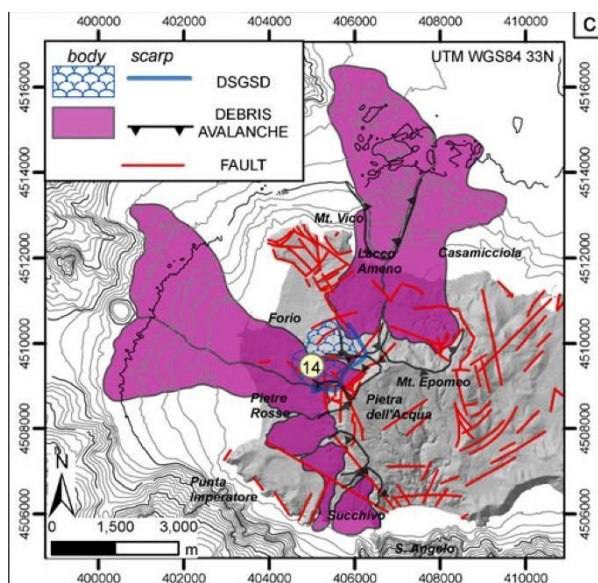 400000 402000 404000 406000 408000 410000
C
body scarp
UTM WGS84 33N
DSGSD
DEBRIS
AVALANCHE
FAULT
4516000
4514000
4512000
4510000
4508000
4506000
Mt. Vico
Lacco
Ameno
Casamicciola
Forio
14
Mt. Epomeo
Pietre
Rosse
Pietra
dell'Acqua
Punta
Imperatore
Succhivo
S. Angelo
N
0 1,500 3,000
m
400000 402000 404000 406000 408000 410000